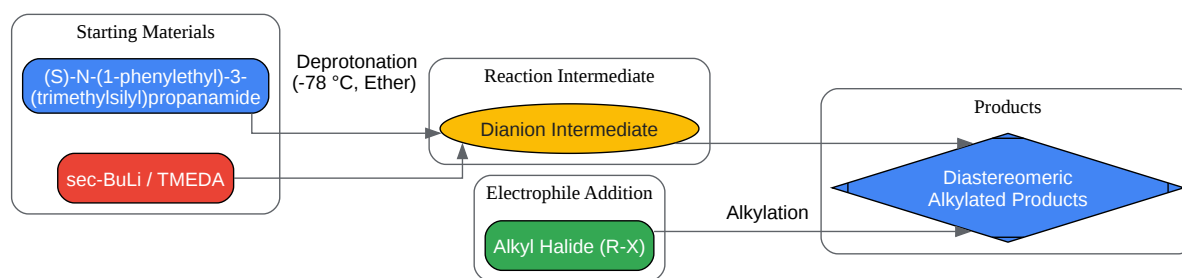 Starting Materials
(S)-N-(1-phenylethyl)-3-
(trimethylsilyl)propanamide
sec-BuLi / TMEDA
Deprotonation
(-78 °C, Ether)
Reaction Intermediate
Dianion Intermediate
Electrophile Addition
Alkyl Halide (R-X)
Alkylation
Products
Diastereomeric
Alkylated Products